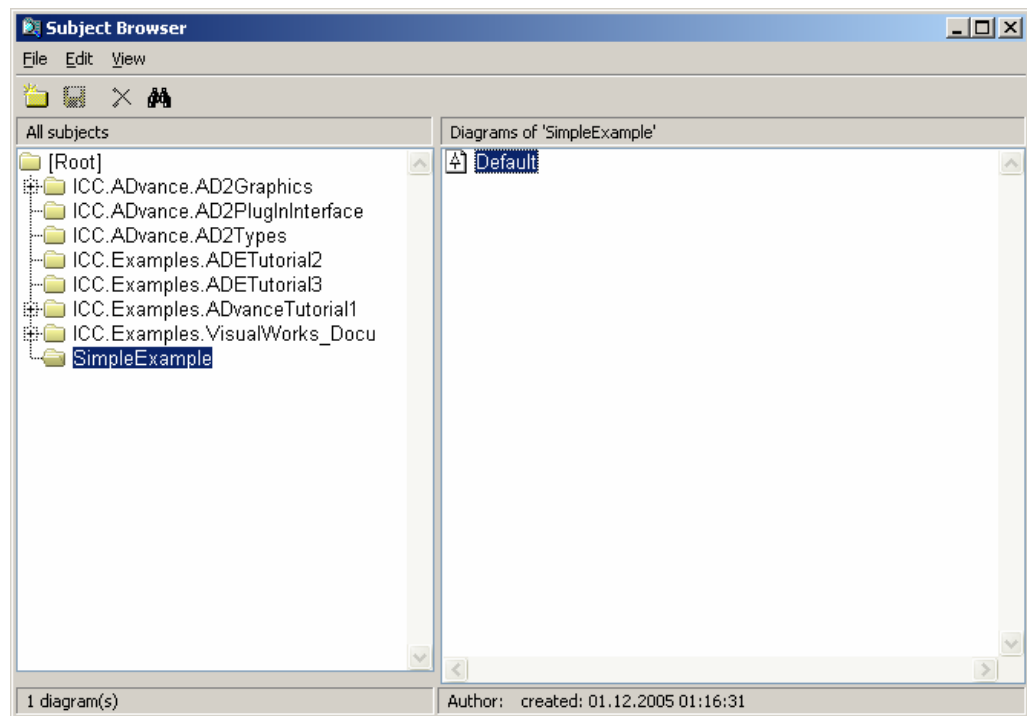 Subject Browser
File Edit View
All subjects
Diagrams of 'SimpleExample'
[Root]
ICC.ADvance.AD2Graphics
ICC.ADvance.AD2PlugInInterface
ICC.ADvance.AD2Types
ICC.Examples.ADETutorial2
ICC.Examples.ADETutorial3
ICC.Examples.ADvanceTutorial1
ICC.Examples.VisualWorks_Docu
SimpleExample
Default
1 diagram(s)
Author: created: 01.12.2005 01:16:31